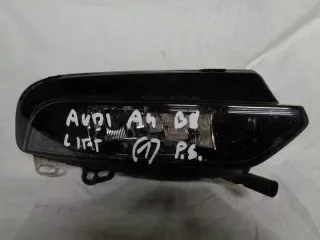 AUDI A4 B8
LIFT (1) P.S.